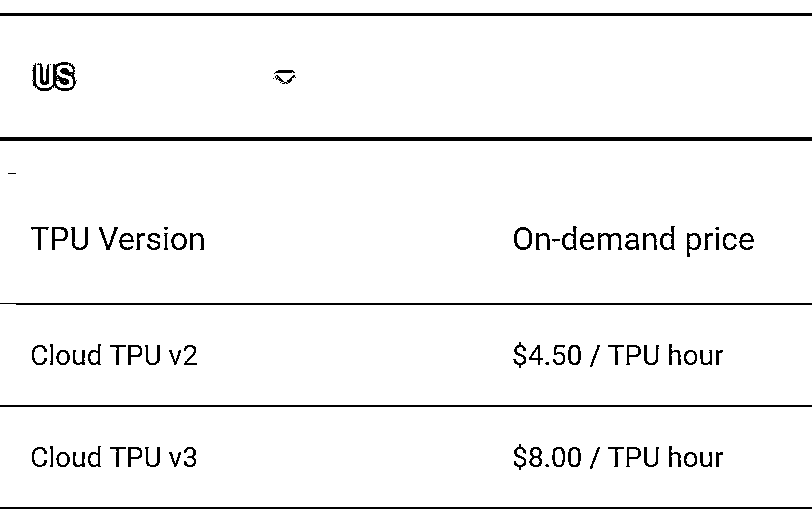 US
TPU Version On-demand price
Cloud TPU v2 $4.50 / TPU hour
Cloud TPU v3 $8.00 / TPU hour